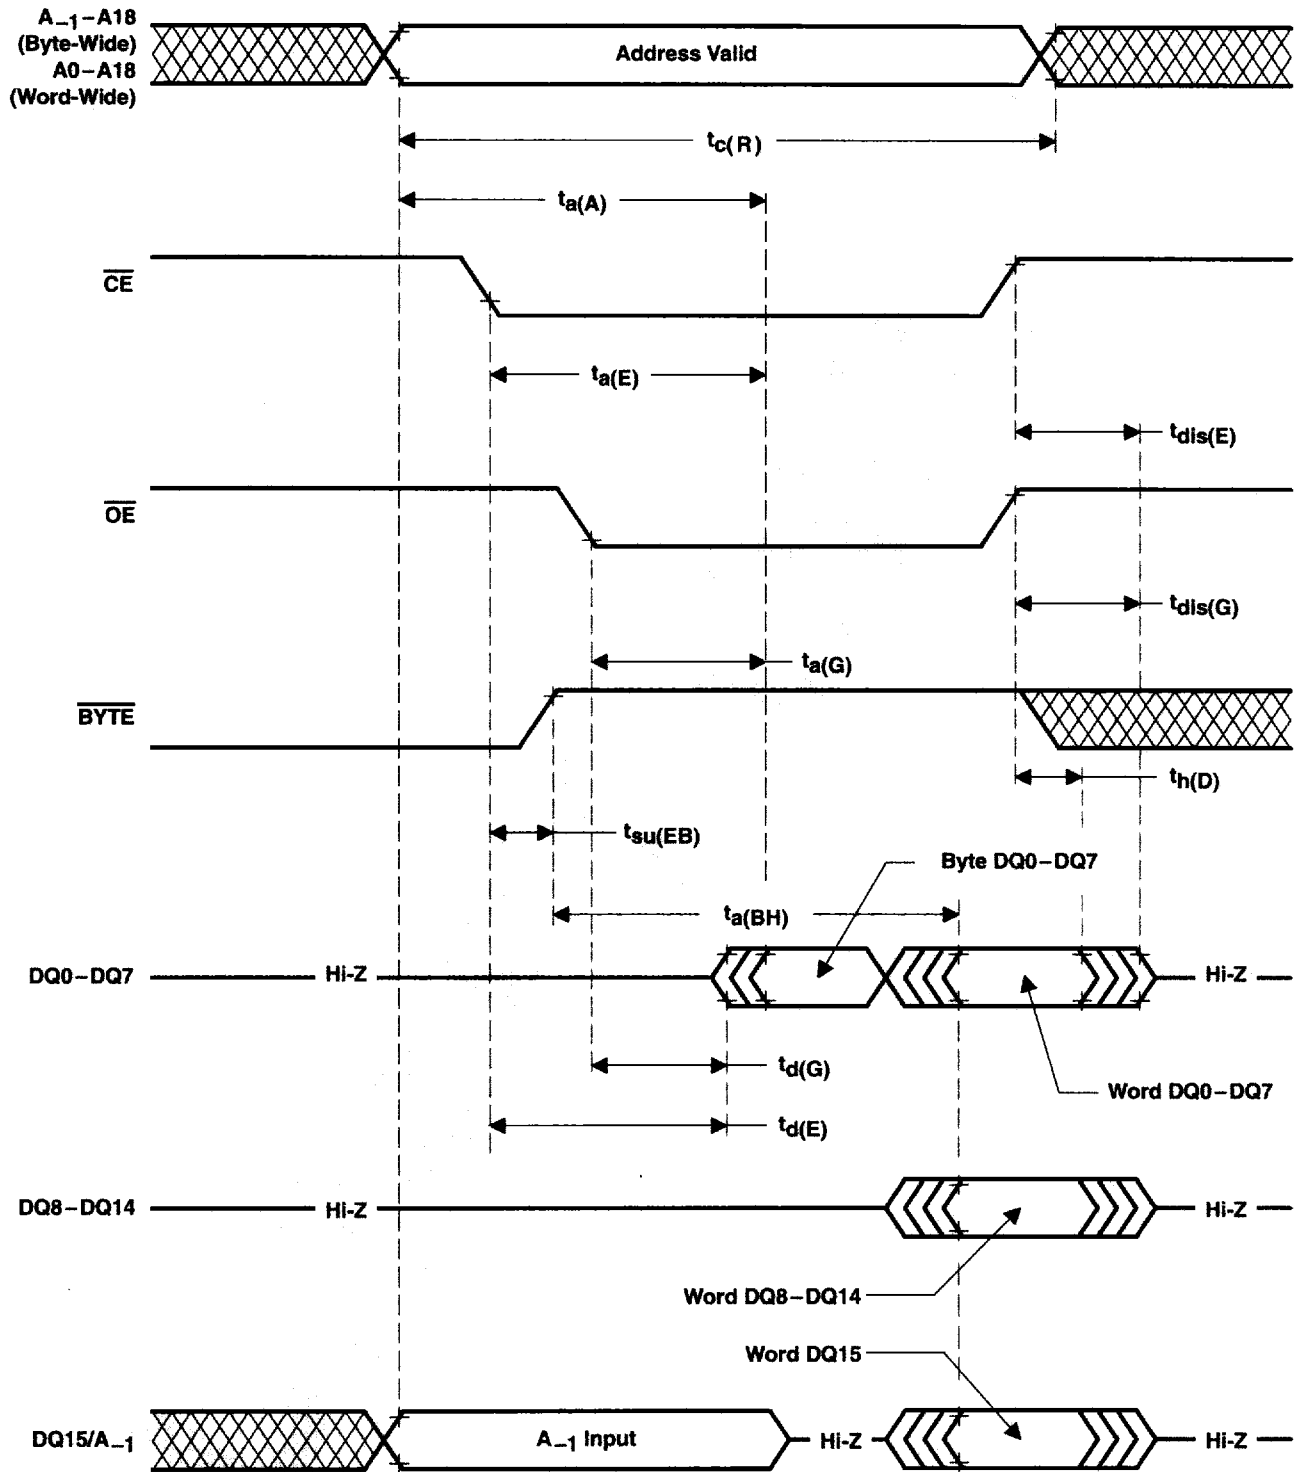 A–1–A18
(Byte-Wide)
A0–A18
(Word-Wide)
Address Valid
tc(R)
ta(A)
CE
ta(E)
tdis(E)
OE
tdis(G)
ta(G)
BYTE
th(D)
tsu(EB)
Byte DQ0–DQ7
ta(BH)
DQ0–DQ7
Hi-Z
Hi-Z
td(G)
Word DQ0–DQ7
td(E)
DQ8–DQ14
Hi-Z
Hi-Z
Word DQ8–DQ14
Word DQ15
DQ15/A–1
A–1 Input
Hi-Z
Hi-Z